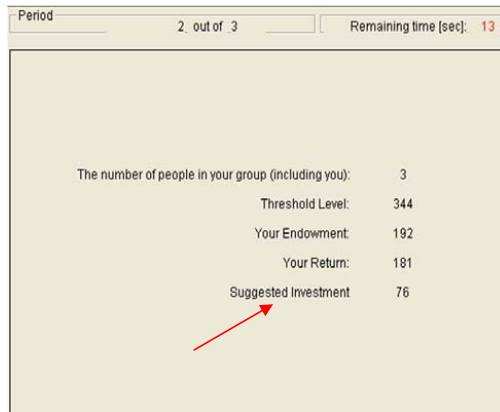 Period
2 out of 3
Remaining time [sec]: 13
The number of people in your group (including you): 3
Threshold Level: 344
Your Endowment: 192
Your Return: 181
Suggested Investment 76